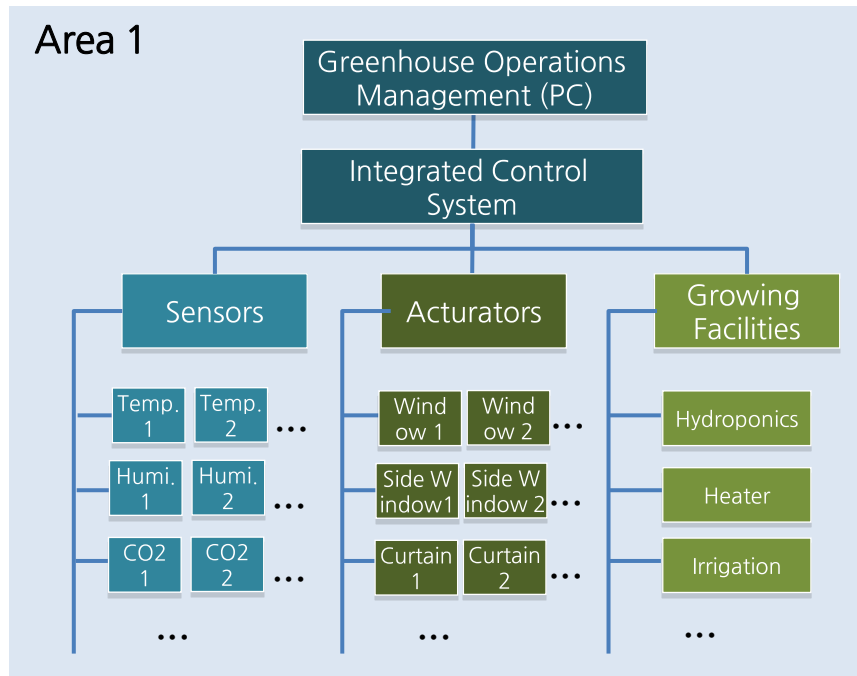 Area 1
Greenhouse Operations
Management (PC)
Integrated Control
System
Sensors
Acturators
Growing
Facilities
Temp.
1
Temp.
2
...
Wind
ow 1
Wind
ow 2
...
Hydroponics
Humi.
1
Humi.
2
...
Side W
indow1
Side W
indow 2
...
Heater
CO2
1
CO2
2
...
Curtain
1
Curtain
2
...
Irrigation
...
...
...